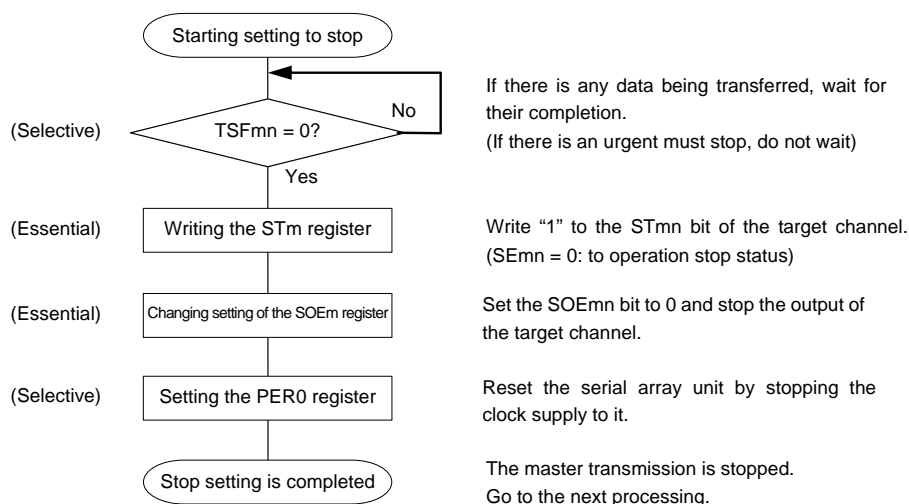 Starting setting to stop
If there is any data being transferred, wait for
their completion.
(If there is an urgent must stop, do not wait)
No
(Selective)
TSFmn = 0?
Yes
(Essential)
Writing the STm register
Write “1” to the STmn bit of the target channel.
(SEmn = 0: to operation stop status)
(Essential)
Changing setting of the SOEm register
Set the SOEmn bit to 0 and stop the output of
the target channel.
(Selective)
Setting the PER0 register
Reset the serial array unit by stopping the
clock supply to it.
Stop setting is completed
The master transmission is stopped.
Go to the next processing.